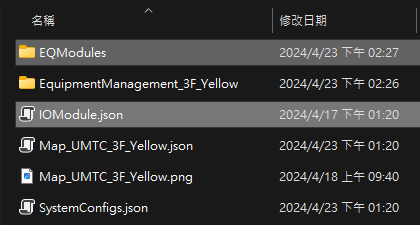 名稱 修改日期
EQModules 2024/4/23 下午 02:27
EquipmentManagement_3F_Yellow 2024/4/23 下午 02:26
IOModule.json 2024/4/17 下午 01:20
Map_UMTC_3F_Yellow.json 2024/4/23 下午 01:20
Map_UMTC_3F_Yellow.png 2024/4/18 上午 09:40
SystemConfigs.json 2024/4/23 下午 01:20